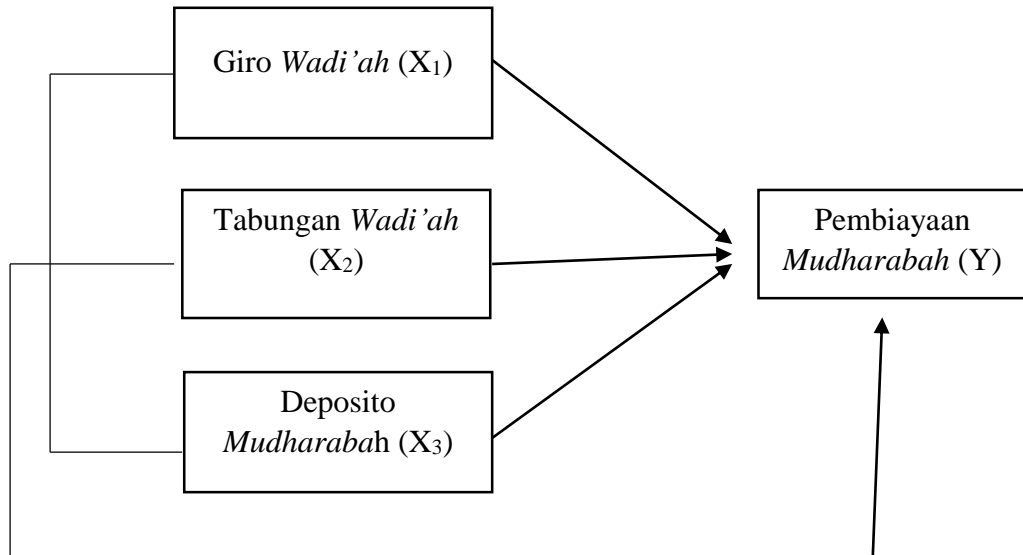 Giro Wadi’ah (X₁)
Tabungan Wadi’ah
(X₂)
Pembiayaan
Mudharabah (Y)
Deposito
Mudharabah (X₃)